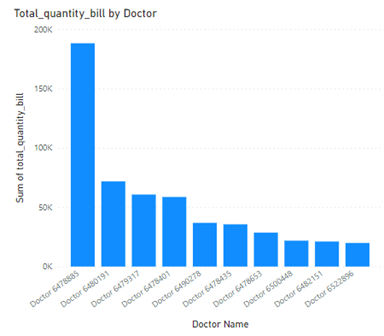 Total_quantity_bill by Doctor
200K
150K
100K
50K
0K
Sum of total_quantity_bill
Doctor 6478885
Doctor 6480191
Doctor 6479317
Doctor 6478401
Doctor 6490278
Doctor 6478435
Doctor 6478653
Doctor 6500448
Doctor 6482151
Doctor 6522896
Doctor Name